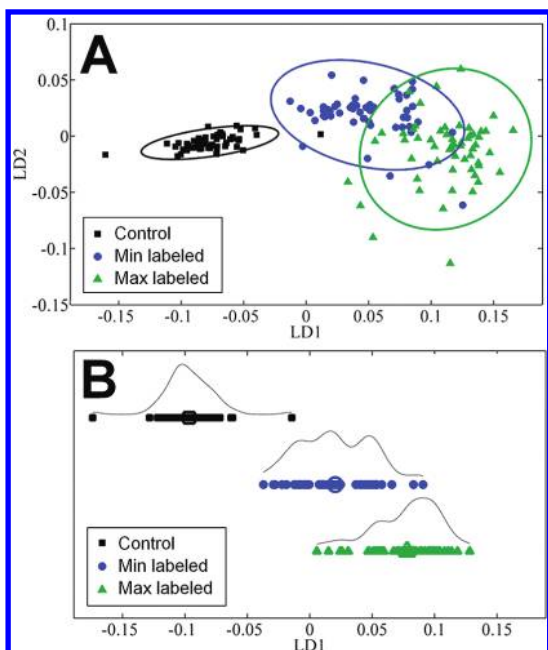 A
0.1
0.05
0
-0.05
-0.1
-0.15
LD2
Control
Min labeled
Max labeled
-0.15 -0.1 -0.05 0 0.05 0.1 0.15
LD1
B
Control
Min labeled
Max labeled
-0.15 -0.1 -0.05 0 0.05 0.1 0.15
LD1